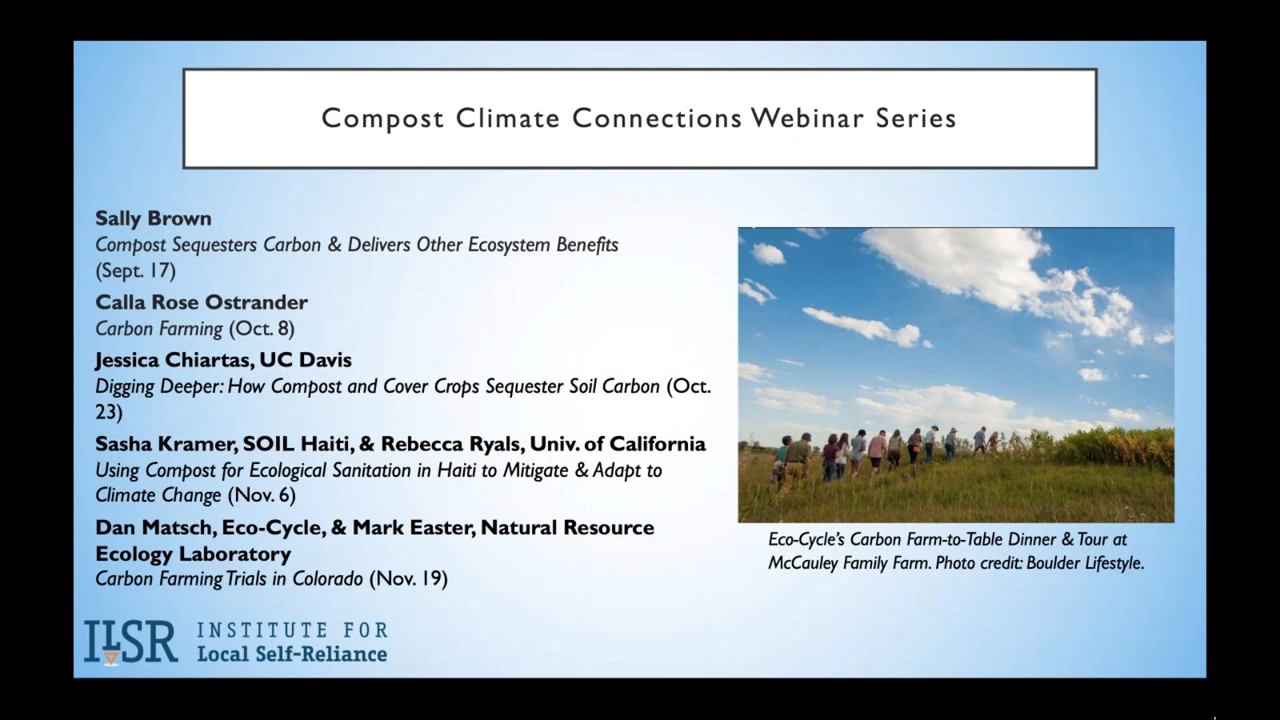 Compost Climate Connections Webinar Series
Sally Brown
Compost Sequesters Carbon & Delivers Other Ecosystem Benefits
(Sept. 17)
Calla Rose Ostrander
Carbon Farming (Oct. 8)
Jessica Chiartas, UC Davis
Digging Deeper: How Compost and Cover Crops Sequester Soil Carbon (Oct.
23)
Sasha Kramer, SOIL Haiti, & Rebecca Ryals, Univ. of California
Using Compost for Ecological Sanitation in Haiti to Mitigate & Adapt to
Climate Change (Nov. 6)
Dan Matsch, Eco-Cycle, & Mark Easter, Natural Resource
Ecology Laboratory
Carbon Farming Trials in Colorado (Nov. 19)
Eco-Cycle's Carbon Farm-to-Table Dinner & Tour at
McCauley Family Farm. Photo credit: Boulder Lifestyle.
ILSR
INSTITUTE FOR
Local Self-Reliance